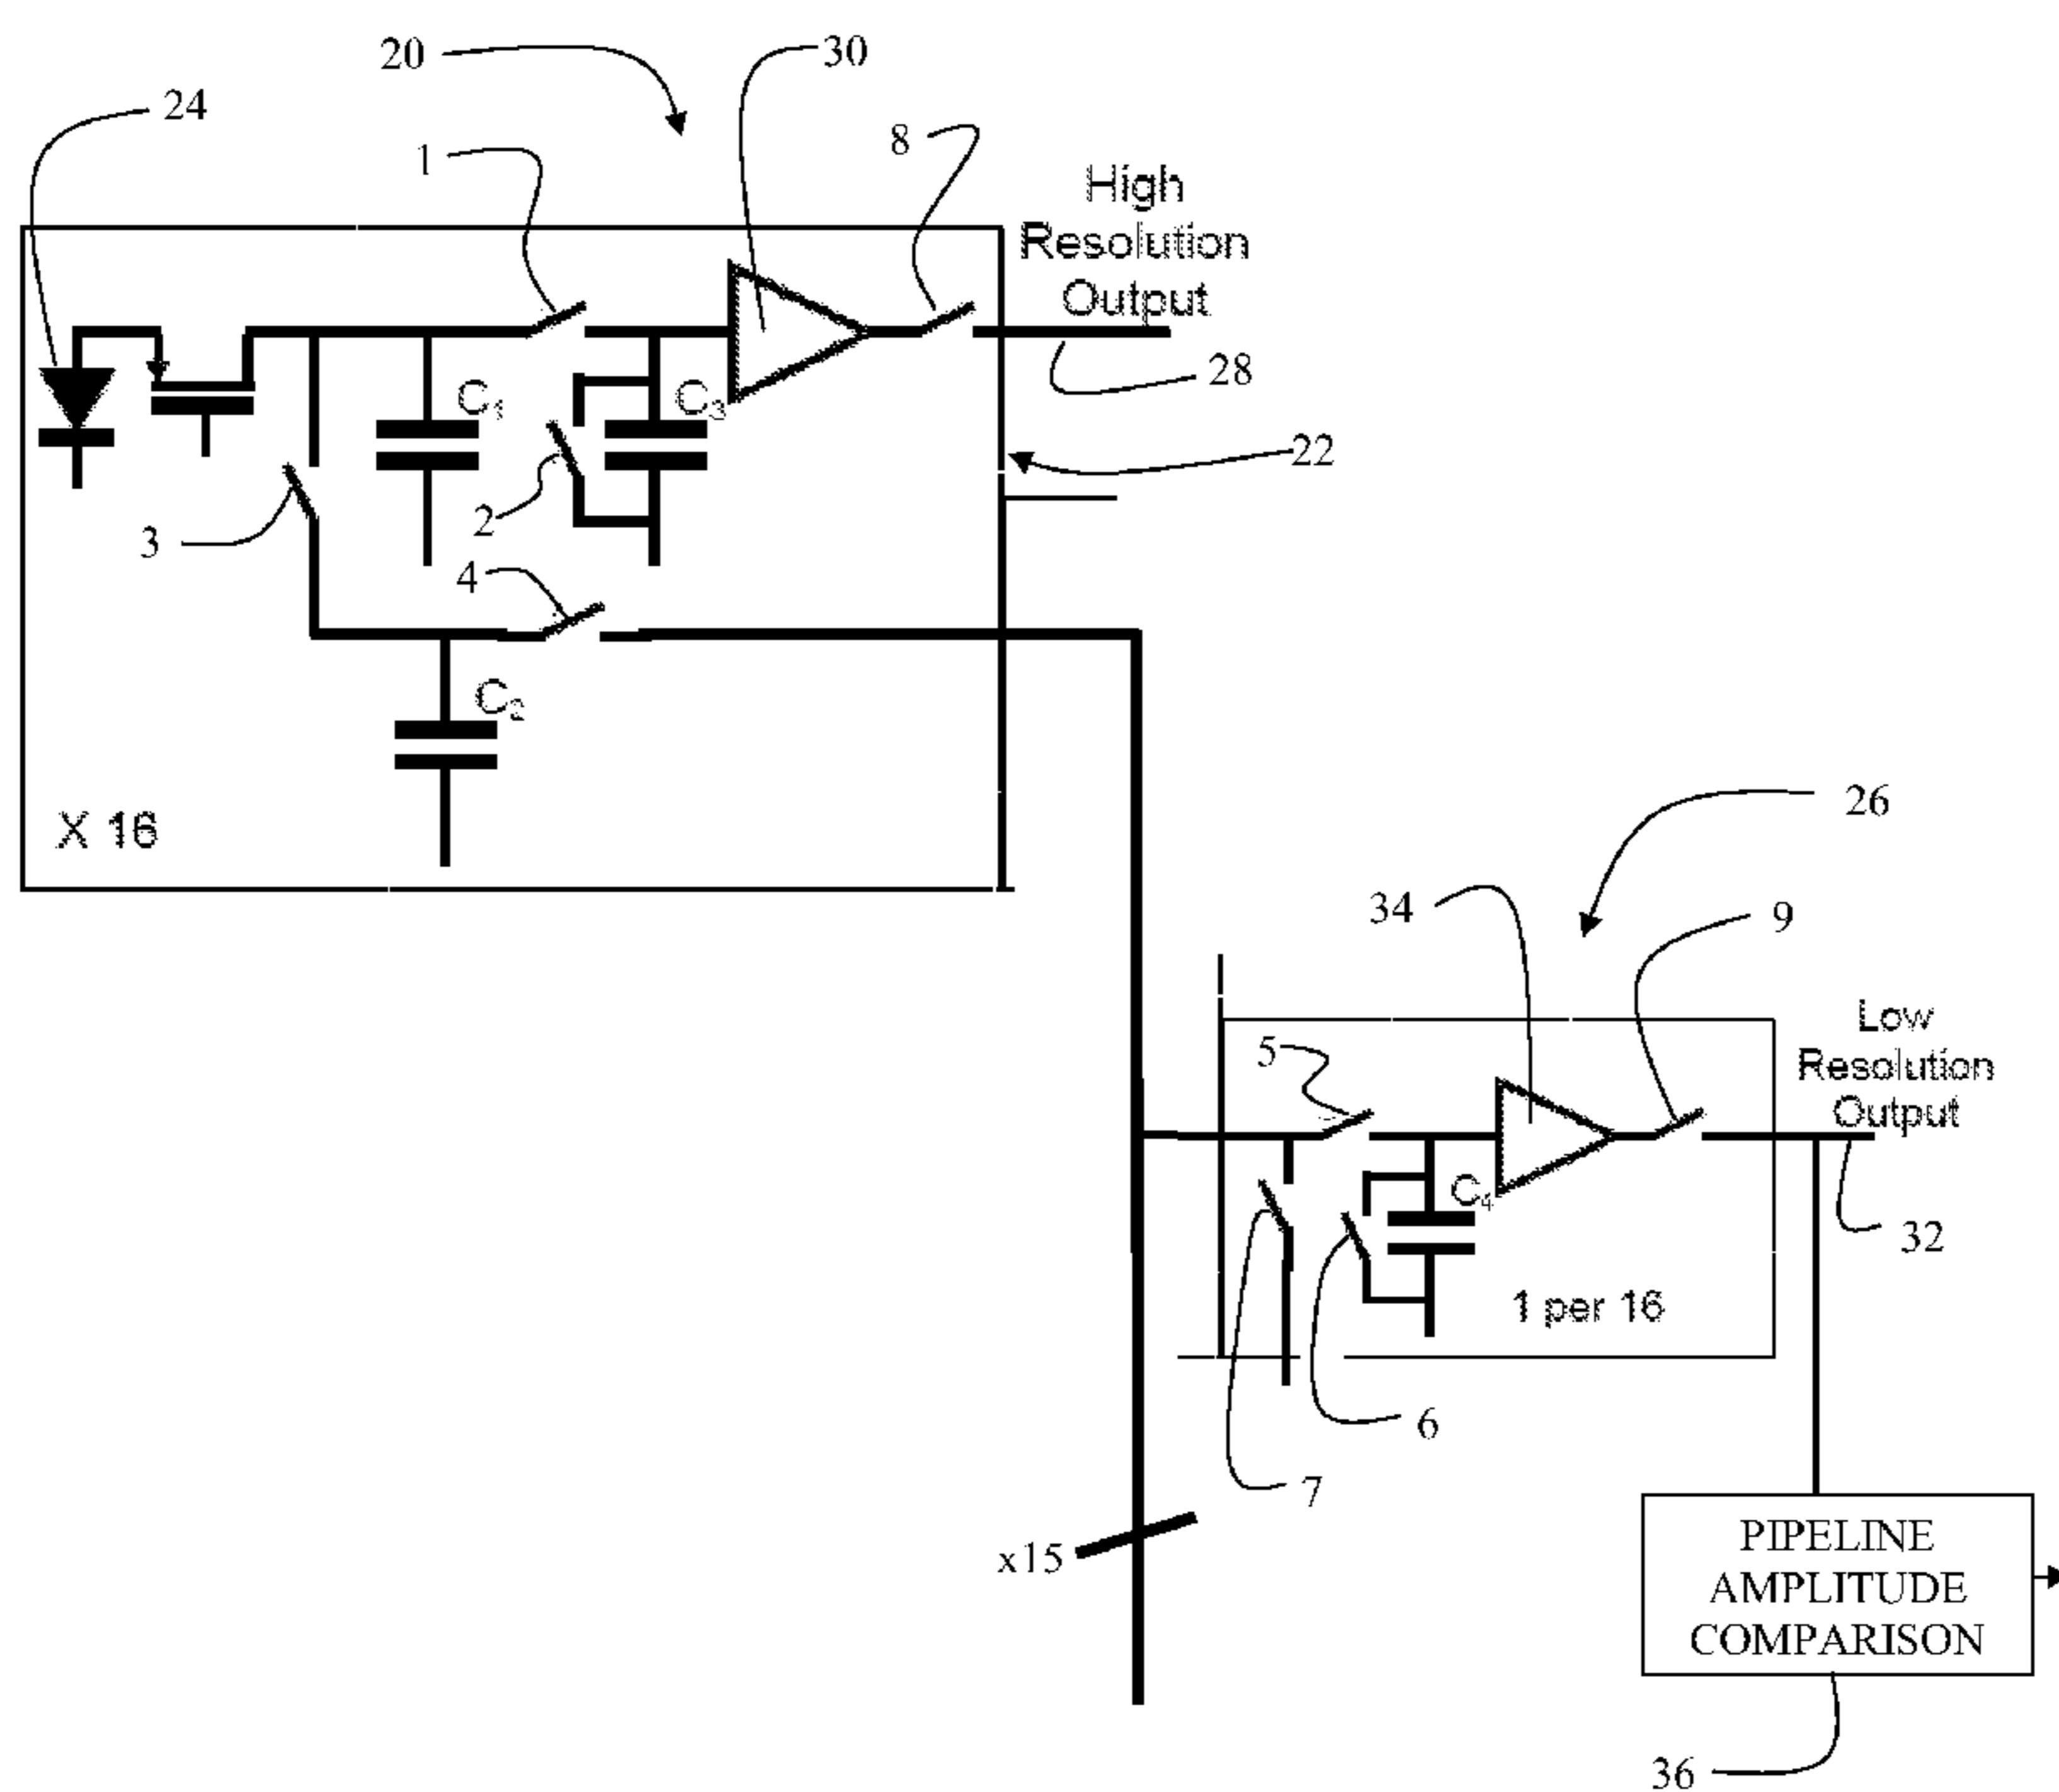 20
30
24
1
8
High
Resolution
Output
28
C₁
C₃
22
2
3
4
C₂
X 16
26
34
9
Low
Resolution
Output
5
C₄
32
1 per 16
6
7
x15
PIPELINE
AMPLITUDE
COMPARISON
36